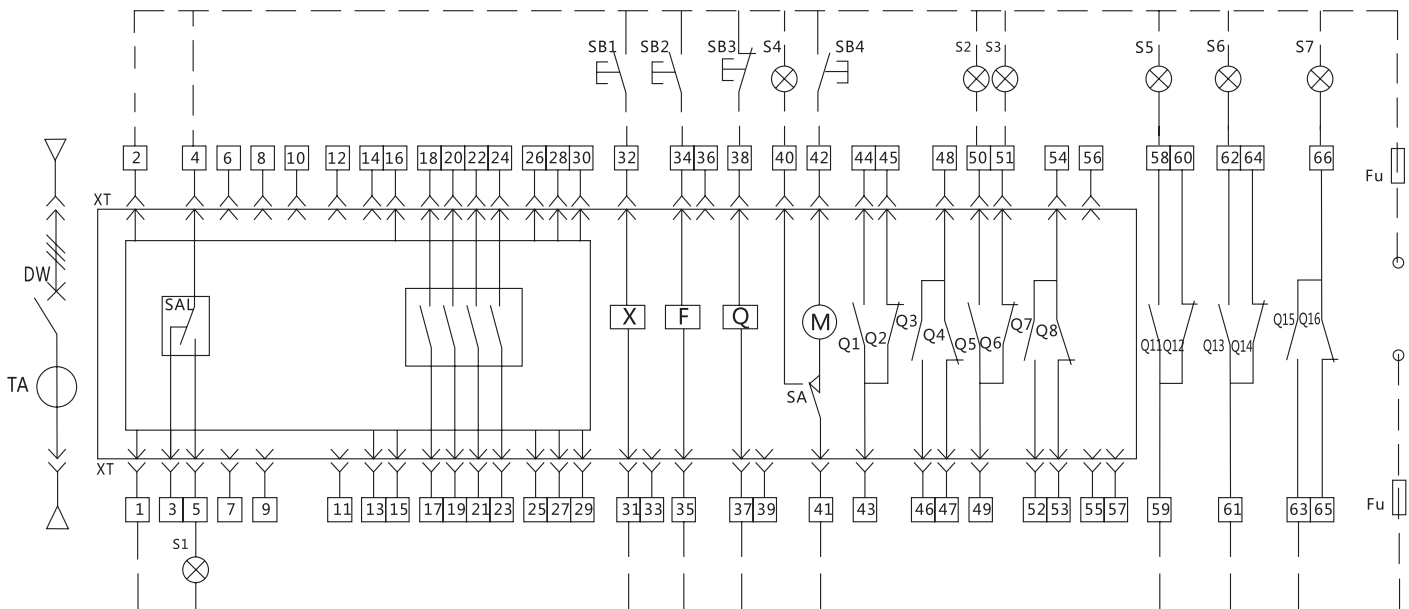 SB1 SB2 SB3 S4 SB4 S2 S3 S5 S6 S7
2 4 6 8 10 12 14 16 18 20 22 24 26 28 30 32 34 36 38 40 42 44 45 48 50 51 54 56 58 60 62 64 66
Fu
XT
DW
SAL
X F Q M
Q1 Q2 Q3 Q4 Q5 Q6 Q7 Q8 Q11 Q12 Q13 Q14 Q15 Q16
TA
SA
XT
1 3 5 7 9 11 13 15 17 19 21 23 25 27 29 31 33 35 37 39 41 43 46 47 49 52 53 55 57 59 61 63 65
Fu
S1